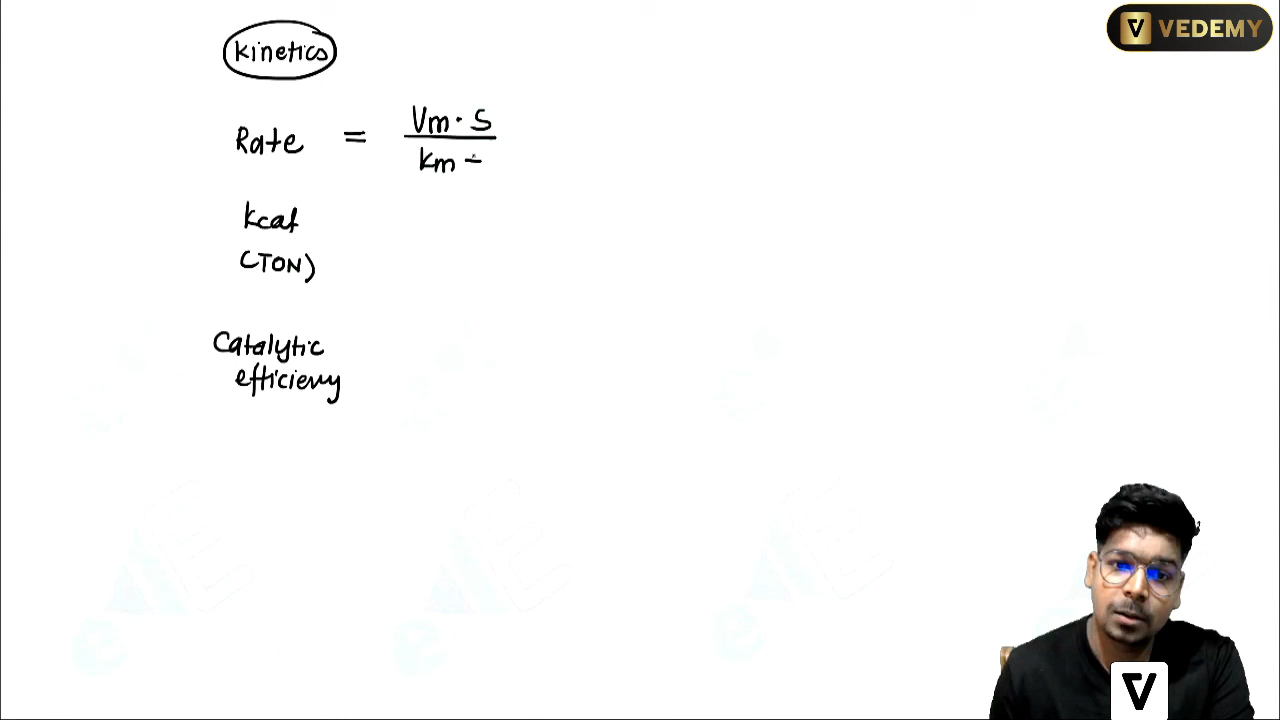 VEDEMY
Kinetics
Rate = Vm · S
km -
kcat
(TON)
Catalytic
efficiency